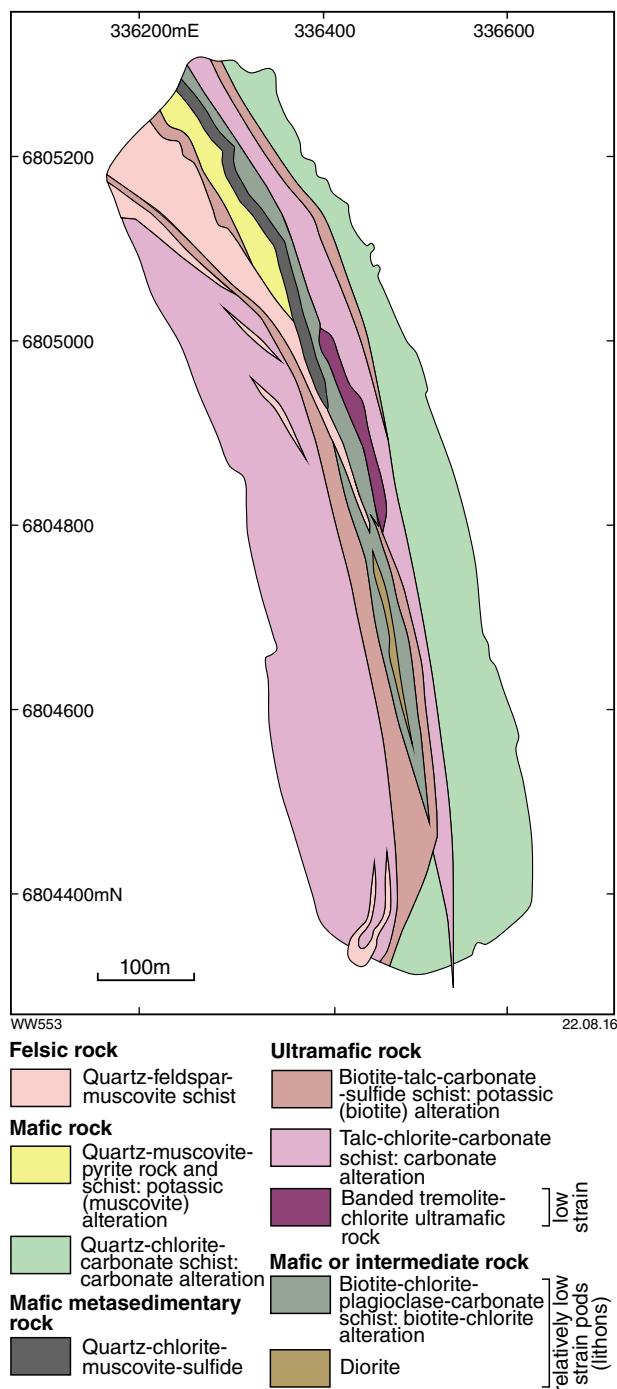 336200mE
336400
336600
6805200
6805000
6804800
6804600
6804400mN
100m
WW553
22.08.16
Felsic rock
Quartz-feldspar-
muscovite schist
Mafic rock
Quartz-muscovite-
pyrite rock and
schist: potassic
(muscovite)
alteration
Quartz-chlorite-
carbonate schist:
carbonate alteration
Mafic metasedimentary
rock
Quartz-chlorite-
muscovite-sulfide
Ultramafic rock
Biotite-talc-carbonate
-sulfide schist: potassic
(biotite) alteration
Talc-chlorite-carbonate
schist: carbonate
alteration
Banded tremolite-
chlorite ultramafic
rock
low
strain
Mafic or intermediate rock
Biotite-chlorite-
plagioclase-carbonate
schist: biotite-chlorite
alteration
Diorite
relatively low
strain pods
(lithons)